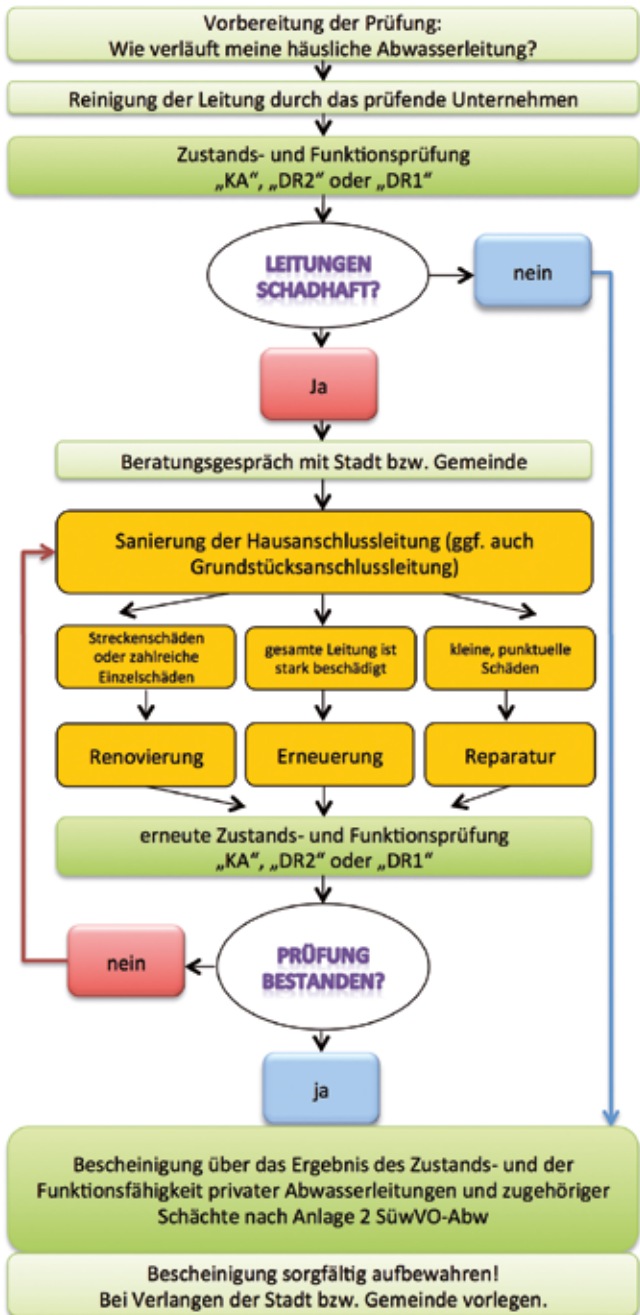 Vorbereitung der Prüfung:
Wie verläuft meine häusliche Abwasserleitung?
Reinigung der Leitung durch das prüfende Unternehmen
Zustands- und Funktionsprüfung
„KA“, „DR2“ oder „DR1“
LEITUNGEN
SCHADHAFT?
nein
Ja
Beratungsgespräch mit Stadt bzw. Gemeinde
Sanierung der Hausanschlussleitung (ggf. auch
Grundstücksanschlussleitung)
Streckenschäden
oder zahlreiche
Einzelschäden
gesamte Leitung ist
stark beschädigt
kleine, punktuelle
Schäden
Renovierung
Erneuerung
Reparatur
erneute Zustands- und Funktionsprüfung
„KA“, „DR2“ oder „DR1“
PRÜFUNG
BESTANDEN?
nein
ja
Bescheinigung über das Ergebnis des Zustands- und der
Funktionsfähigkeit privater Abwasserleitungen und zugehöriger
Schächte nach Anlage 2 SüwVO-Abw
Bescheinigung sorgfältig aufbewahren!
Bei Verlangen der Stadt bzw. Gemeinde vorlegen.